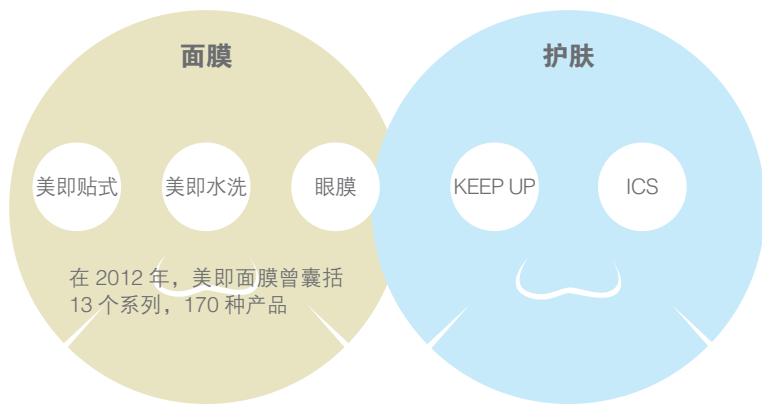 面膜
护肤
美即贴式
美即水洗
眼膜
KEEP UP
ICS
在 2012 年，美即面膜曾囊括
13 个系列，170 种产品